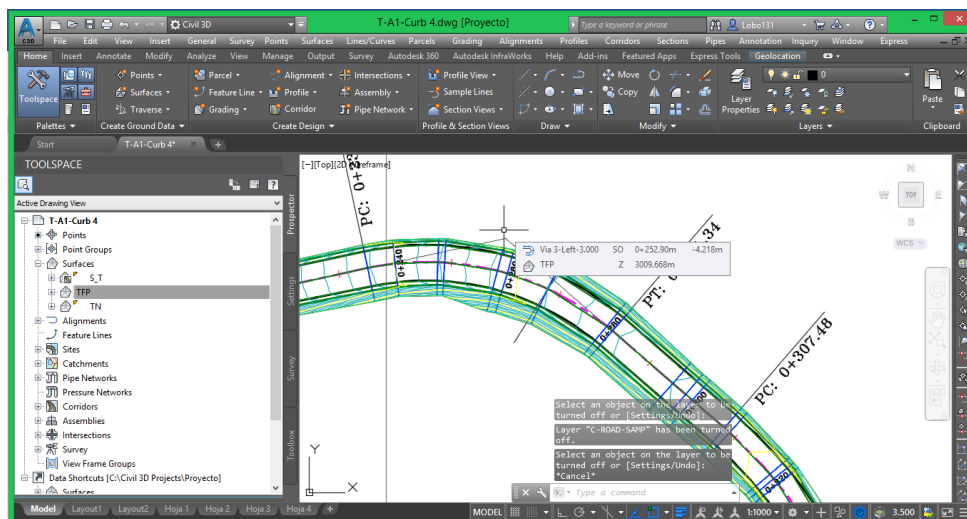 Civil 3D
T-A1-Curb 4.dwg [Proyecto]
Type a keyword or phrase
Lobo131
C3D
File Edit View Insert General Survey Points Surfaces Lines/Curves Parcels Grading Alignments Profiles Corridors Sections Pipes Annotation Inquiry Window Express
Home Insert Annotate Modify Analyze View Manage Output Survey Autodesk 360 Autodesk InfraWorks Help Add-ins Featured Apps Express Tools Geolocation
Toolspace
Points
Surfaces
Traverse
Parcel
Feature Line
Grading
Alignment
Profile
Corridor
Intersections
Assembly
Pipe Network
Profile View
Sample Lines
Section Views
Move
Copy
Layer
Properties
0
Paste
Palettes Create Ground Data Create Design Profile & Section Views Draw Modify Layers Clipboard
Start T-A1-Curb 4*
TOOLSPACE
Active Drawing View
T-A1-Curb 4
Points
Point Groups
Surfaces
S_T
TFP
TN
Alignments
Feature Lines
Sites
Catchments
Pipe Networks
Pressure Networks
Corridors
Assemblies
Intersections
Survey
View Frame Groups
Data Shortcuts [C:\Civil 3D Projects\Proyecto]
Surfaces
Prospector
Settings
Survey
Toolbox
[−][Top][2D Wireframe]
0+240
0+260
Via 3-Left-3.000 SO 0+252.90m -4.218m
TFP Z 3009.668m
PT:
.34
0+280
PC: 0+307.48
N
W TOP E
S
WCS
Y
X
Select an object on the layer to be
turned off or [Settings/Undo]:
Layer "C-ROAD-SAMP" has been turned
off.
Select an object on the layer to be
turned off or [Settings/Undo]:
*Cancel*
Type a command
Model Layout1 Layout2 Hoja 1 Hoja 2 Hoja 3 Hoja 4 +
MODEL 1:1000 3.500